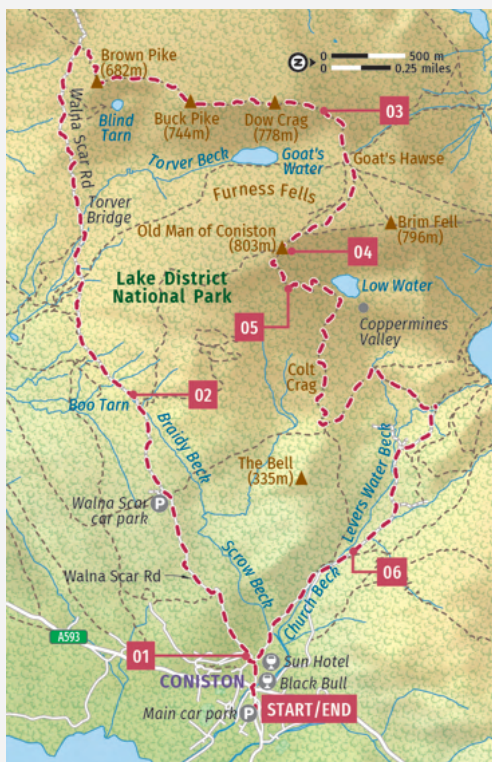 Brown Pike
(682m)
N
0 500 m
0 0.25 miles
Walna Scar Rd
Blind
Tarn
Buck Pike
(744m)
Dow Crag
(778m)
03
Torver Beck
Goat's
Water
Goat's Hawse
Furness Fells
Torver
Bridge
Old Man of Coniston
(803m)
Brim Fell
(796m)
04
Lake District
National Park
Low Water
05
Coppermines
Valley
Colt
Crag
02
Boo Tarn
Braidy Beck
The Bell
(335m)
Levers Water Beck
Walna Scar
car park
P
Scrow Beck
Church Beck
06
Walna Scar Rd
A593
01
Sun Hotel
CONISTON
Black Bull
Main car park
P
START/END